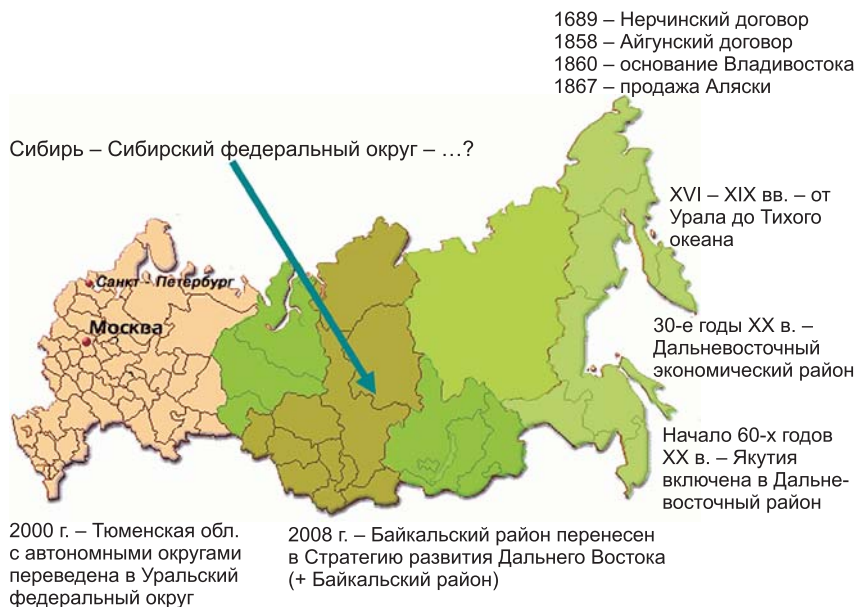 1689 – Нерчинский договор
1858 – Айгунский договор
1860 – основание Владивостока
1867 – продажа Аляски
Сибирь – Сибирский федеральный округ – …?
XVI – XIX вв. – от
Урала до Тихого
океана
Санкт - Петербург
Москва
30-е годы XX в. –
Дальневосточный
экономический район
Начало 60-х годов
XX в. – Якутия
включена в Дальне-
восточный район
2000 г. – Тюменская обл.
с автономными округами
переведена в Уральский
федеральный округ
2008 г. – Байкальский район перенесен
в Стратегию развития Дальнего Востока
(+ Байкальский район)